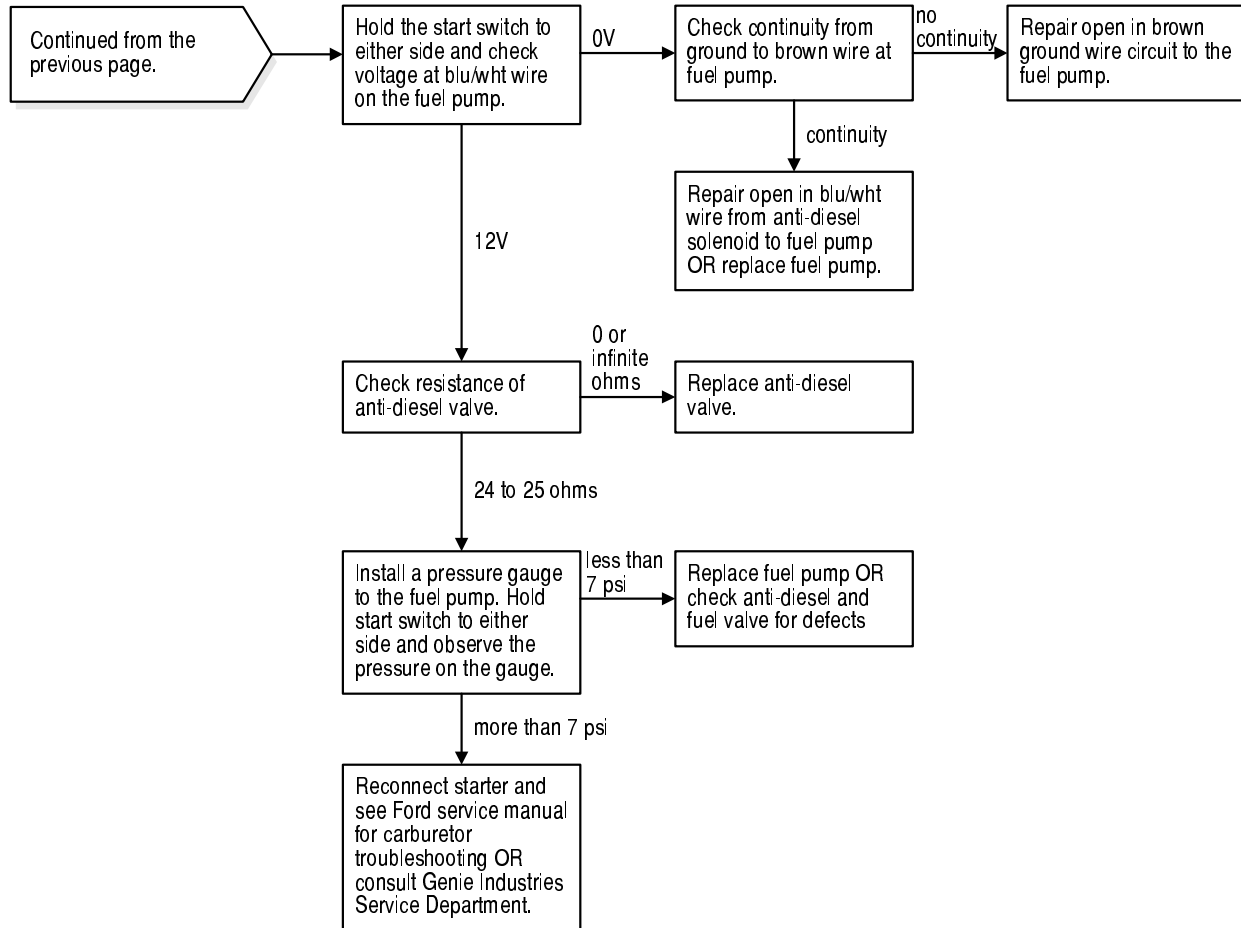 Continued from the
previous page.
Hold the start switch to
either side and check
voltage at blu/wht wire
on the fuel pump.
0V
Check continuity from
ground to brown wire at
fuel pump.
no
continuity
Repair open in brown
ground wire circuit to the
fuel pump.
continuity
Repair open in blu/wht
wire from anti-diesel
solenoid to fuel pump
OR replace fuel pump.
12V
Check resistance of
anti-diesel valve.
0 or
infinite
ohms
Replace anti-diesel
valve.
24 to 25 ohms
Install a pressure gauge
to the fuel pump. Hold
start switch to either
side and observe the
pressure on the gauge.
less than
7 psi
Replace fuel pump OR
check anti-diesel and
fuel valve for defects
more than 7 psi
Reconnect starter and
see Ford service manual
for carburetor
troubleshooting OR
consult Genie Industries
Service Department.